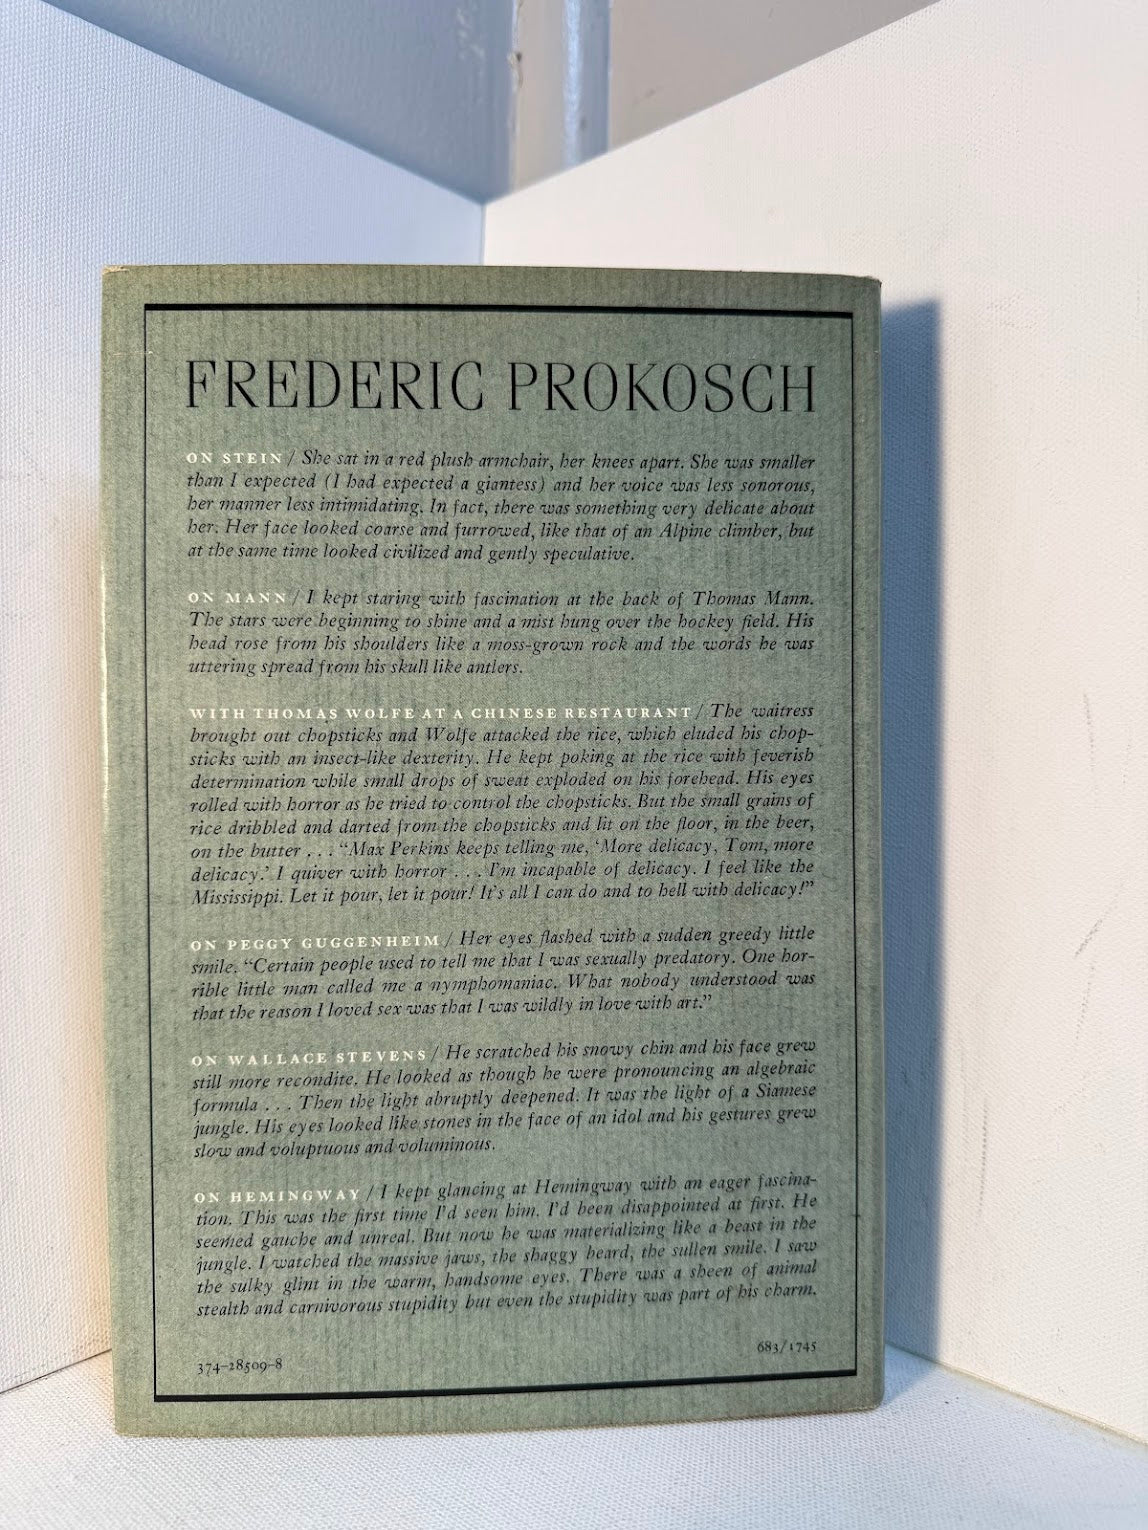 FREDERIC PROKOSCH
ON STEIN / She sat in a red plush armchair, her knees apart. She was smaller
than I expected (I had expected a giantess) and her voice was less sonorous,
her manner less intimidating. In fact, there was something very delicate about
her. Her face looked coarse and furrowed, like that of an Alpine climber, but
at the same time looked civilized and gently speculative.
ON MANN / I kept staring with fascination at the back of Thomas Mann.
The stars were beginning to shine and a mist hung over the hockey field. His
head rose from his shoulders like a moss-grown rock and the words he was
uttering spread from his skull like antlers.
WITH THOMAS WOLFE AT A CHINESE RESTAURANT / The waitress
brought out chopsticks and Wolfe attacked the rice, which eluded his chop-
sticks with an insect-like dexterity. He kept poking at the rice with feverish
determination while small drops of sweat exploded on his forehead. His eyes
rolled with horror as he tried to control the chopsticks. But the small grains of
rice dribbled and darted from the chopsticks and lit on the floor, in the beer,
on the butter . . . “Max Perkins keeps telling me, ‘More delicacy, Tom, more
delicacy.’ I quiver with horror . . . I'm incapable of delicacy. I feel like the
Mississippi. Let it pour, let it pour! It's all I can do and to hell with delicacy!”
ON PEGGY GUGGENHEIM / Her eyes flashed with a sudden greedy little
smile. “Certain people used to tell me that I was sexually predatory. One hor-
rible little man called me a nymphomaniac. What nobody understood was
that the reason I loved sex was that I was wildly in love with art.”
ON WALLACE STEVENS / He scratched his snowy chin and his face grew
still more recondite. He looked as though he were pronouncing an algebraic
formula . . . Then the light abruptly deepened. It was the light of a Siamese
jungle. His eyes looked like stones in the face of an idol and his gestures grew
slow and voluptuous and voluminous.
ON HEMINGWAY / I kept glancing at Hemingway with an eager fascina-
tion. This was the first time I'd seen him. I'd been disappointed at first. He
seemed gauche and unreal. But now he was materializing like a beast in the
jungle. I watched the massive jaws, the shaggy beard, the sullen smile. I saw
the sulky glint in the warm, handsome eyes. There was a sheen of animal
stealth and carnivorous stupidity but even the stupidity was part of his charm.
374-28509-8
683/1745